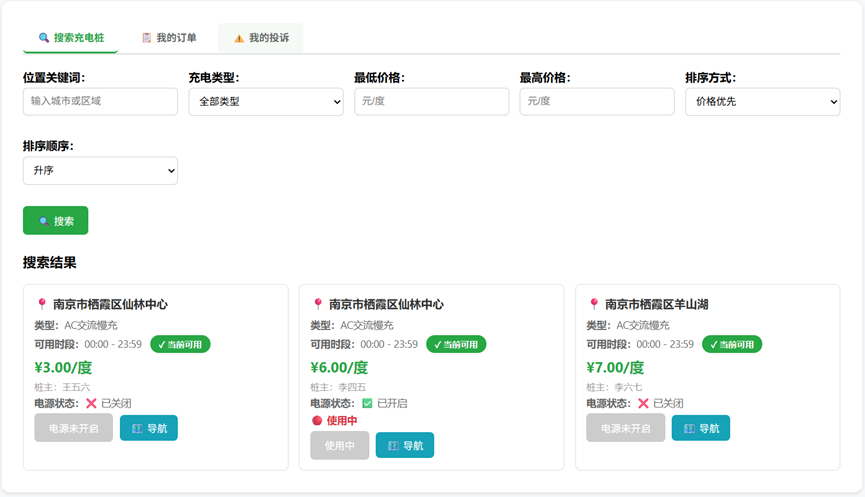 搜索充电桩 我的订单 我的投诉
位置关键词： 充电类型： 最低价格： 最高价格： 排序方式：
输入城市或区域 全部类型 元/度 元/度 价格优先
排序顺序：
升序
搜索
搜索结果
南京市栖霞区仙林中心
类型： AC交流慢充
可用时段： 00:00 - 23:59 ✓当前可用
¥3.00/度
桩主： 王五六
电源状态： ❌ 已关闭
电源未开启 导航
南京市栖霞区仙林中心
类型： AC交流慢充
可用时段： 00:00 - 23:59 ✓当前可用
¥6.00/度
桩主： 李四五
电源状态： ✅ 已开启
使用中
使用中 导航
南京市栖霞区羊山湖
类型： AC交流慢充
可用时段： 00:00 - 23:59 ✓当前可用
¥7.00/度
桩主： 李六七
电源状态： ❌ 已关闭
电源未开启 导航